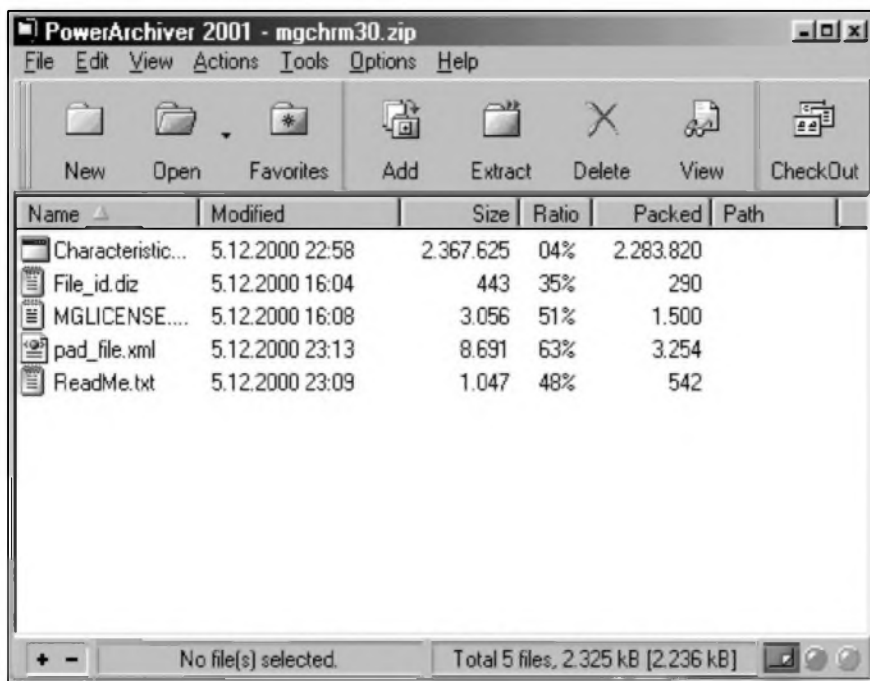 PowerArchiver 2001 - mgchrm30.zip
File Edit View Actions Tools Options Help
New Open Favorites Add Extract Delete View CheckOut
Name Modified Size Ratio Packed Path
Characteristic... 5.12.2000 22:58 2.367.625 04% 2.283.820
File_id.diz 5.12.2000 16:04 443 35% 290
MGLICENSE.... 5.12.2000 16:08 3.056 51% 1.500
pad_file.xml 5.12.2000 23:13 8.691 63% 3.254
ReadMe.txt 5.12.2000 23:09 1.047 48% 542
+ - No file(s) selected. Total 5 files, 2.325 kB [2.236 kB]